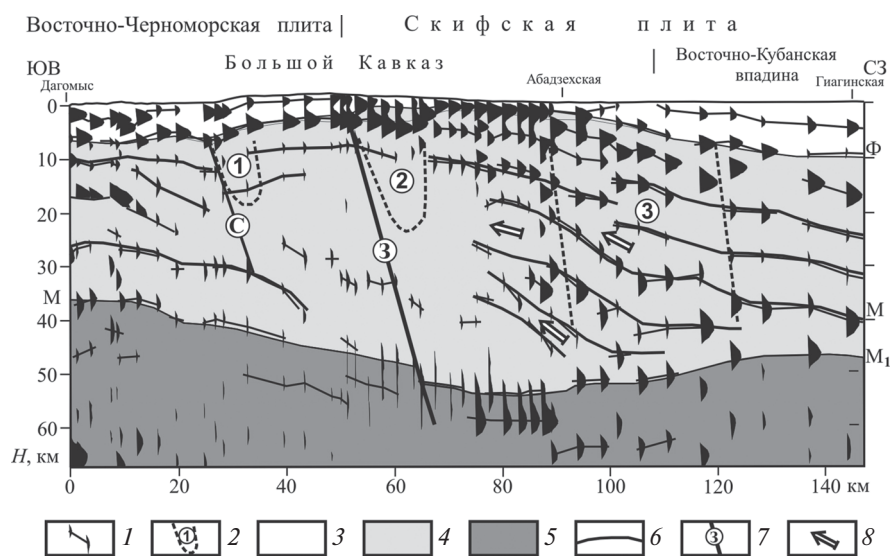 Восточно-Черноморская плита | Скифская плита
Большой Кавказ | Восточно-Кубанская
впадина
ЮВ СЗ
Дагомыс Абадзехская Гиагинская
0
Ф
10
1
2
20
3
С
3
30
М М
40
М₁
50
60
Н, км
0 20 40 60 80 100 120 140 км
1 1 2 3 4 5 6 3 7 8